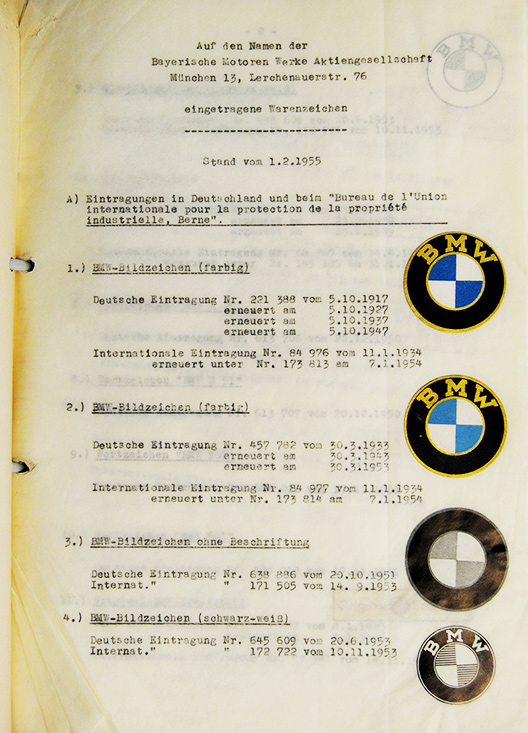 Auf den Namen der
Bayerische Motoren Werke Aktiengesellschaft
München 13, Lerchenauerstr. 76
eingetragene Warenzeichen
-------------------------
Stand vom 1.2.1955
A) Eintragungen in Deutschland und beim "Bureau de l'Union
internationale pour la protection de la propriété
industrielle, Berne".
1.) BMW-Bildzeichen (farbig)
BMW
Deutsche Eintragung Nr. 221 388 vom 5.10.1917
erneuert am 5.10.1927
erneuert am 5.10.1937
erneuert am 5.10.1947
Internationale Eintragung Nr. 84 976 vom 11.1.1934
erneuert unter Nr. 173 813 am 7.1.1954
2.) BMW-Bildzeichen (farbig)
BMW
Deutsche Eintragung Nr. 457 782 vom 30.3.1933
erneuert am 30.3.1943
erneuert am 30.3.1953
Internationale Eintragung Nr. 84 977 vom 11.1.1934
erneuert unter Nr. 173 814 am 7.1.1954
3.) BMW-Bildzeichen ohne Beschriftung
Deutsche Eintragung Nr. 638 886 vom 20.10.1951
Internat." " 171 505 vom 14. 9.1953
4.) BMW-Bildzeichen (schwarz-weiß)
BMW
Deutsche Eintragung Nr. 645 609 vom 20.6.1953
Internat." " 172 722 vom 10.11.1953